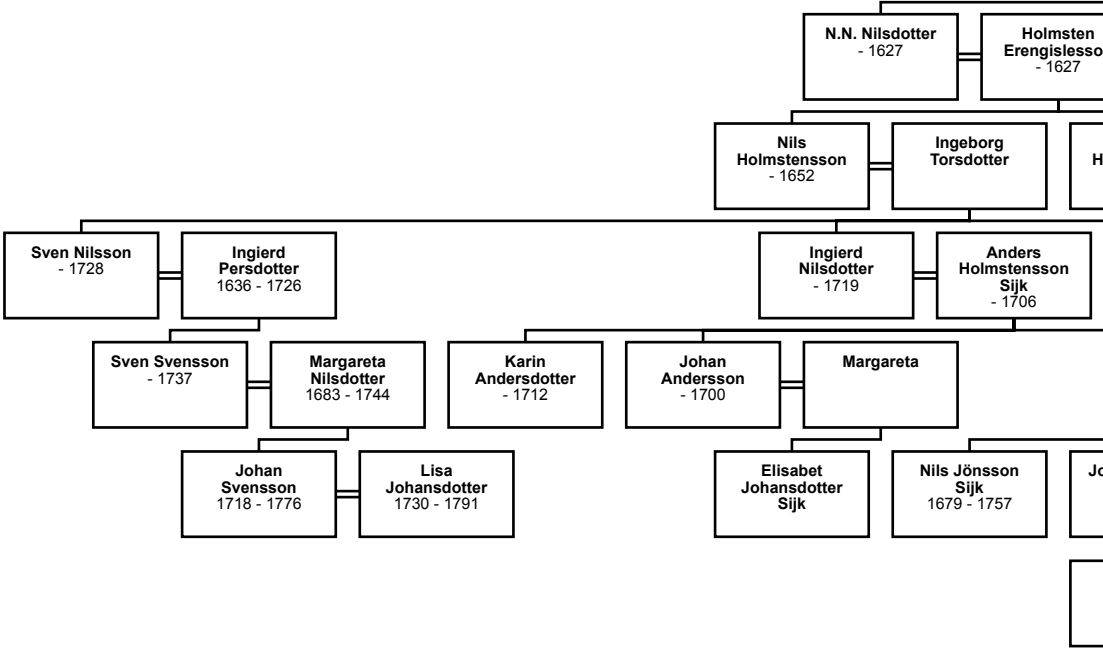 N.N. Nilsdotter
- 1627
Holmsten
Erengislesso
- 1627
Nils
Holmstensson
- 1652
Ingeborg
Torsdotter
H
Sven Nilsson
- 1728
Ingierd
Persdotter
1636 - 1726
Ingierd
Nilsdotter
- 1719
Anders
Holmstensson
Sijk
- 1706
Sven Svensson
- 1737
Margareta
Nilsdotter
1683 - 1744
Karin
Andersdotter
- 1712
Johan
Andersson
- 1700
Margareta
Johan
Svensson
1718 - 1776
Lisa
Johansdotter
1730 - 1791
Elisabet
Johansdotter
Sijk
Nils Jönsson
Sijk
1679 - 1757
Jo